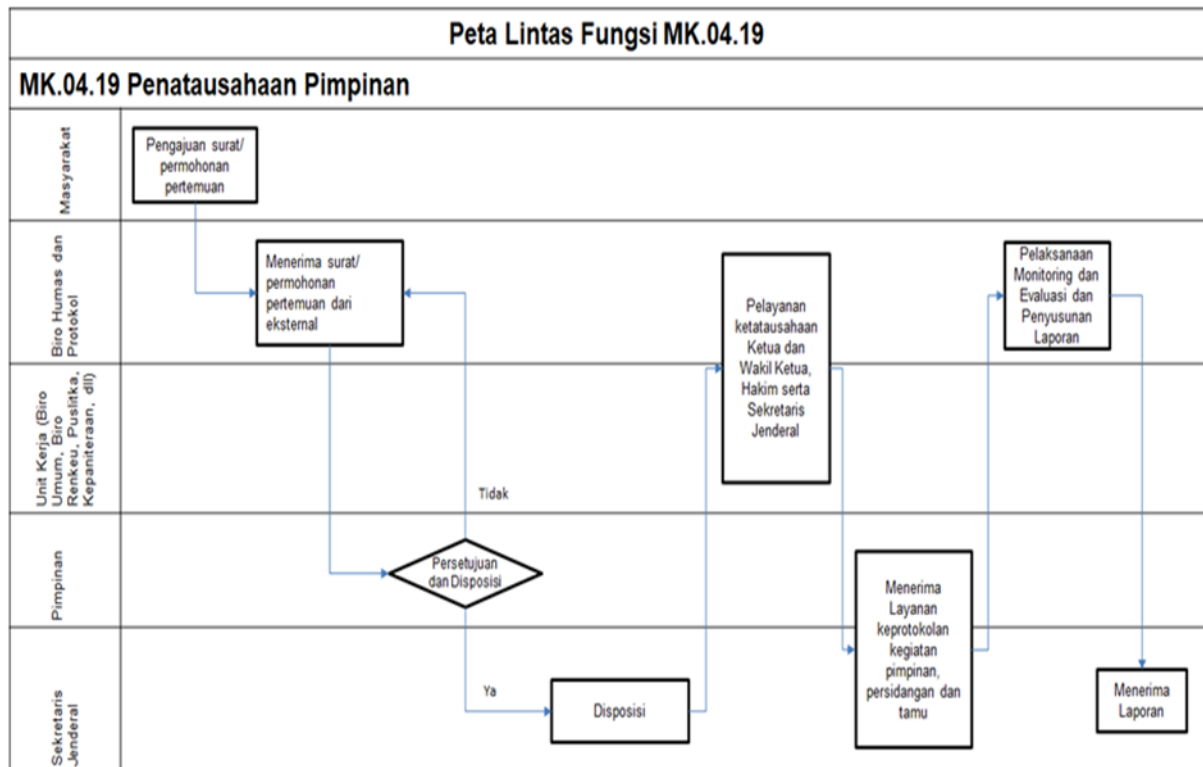 Peta Lintas Fungsi MK.04.19
MK.04.19 Penatausahaan Pimpinan
Masyarakat
Pengajuan surat/
permohonan
pertemuan
Biro Humas dan
Protokol
Menerima surat/
permohonan
pertemuan dari
eksternal
Pelayanan
ketatausahaan
Ketua dan
Wakil Ketua,
Hakim serta
Sekretaris
Jenderal
Pelaksanaan
Monitoring dan
Evaluasi dan
Penyusunan
Laporan
Unit Kerja (Biro
Umum, Biro
Renkeu, Puslitka,
Kepaniteraan, dll)
Tidak
Pimpinan
Persetujuan
dan Disposisi
Menerima
Layanan
keprotokolan
kegiatan
pimpinan,
persidangan dan
tamu
Sekretaris
Jenderal
Ya
Disposisi
Menerima
Laporan